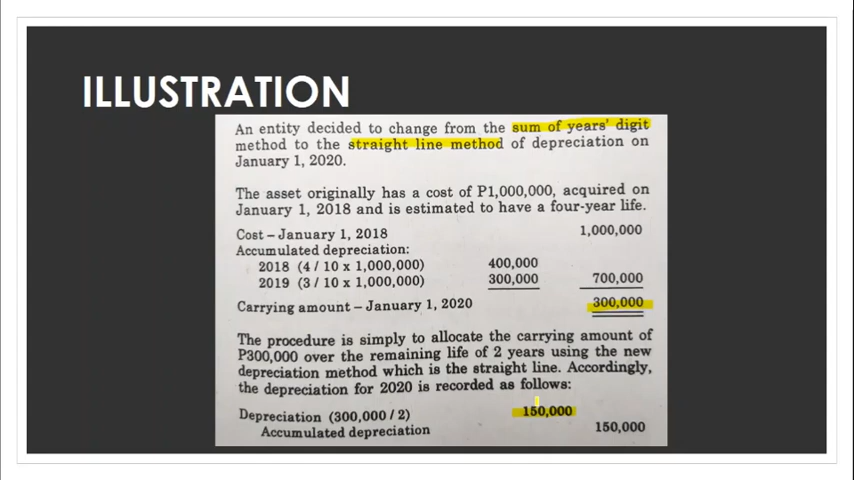 ILLUSTRATION
An entity decided to change from the sum of years' digit
method to the straight line method of depreciation on
January 1, 2020.
The asset originally has a cost of P1,000,000, acquired on
January 1, 2018 and is estimated to have a four-year life.
Cost – January 1, 2018 1,000,000
Accumulated depreciation:
2018 (4 / 10 x 1,000,000) 400,000
2019 (3 / 10 x 1,000,000) 300,000 700,000
Carrying amount – January 1, 2020 300,000
The procedure is simply to allocate the carrying amount of
P300,000 over the remaining life of 2 years using the new
depreciation method which is the straight line. Accordingly,
the depreciation for 2020 is recorded as follows:
Depreciation (300,000 / 2) 150,000
Accumulated depreciation 150,000